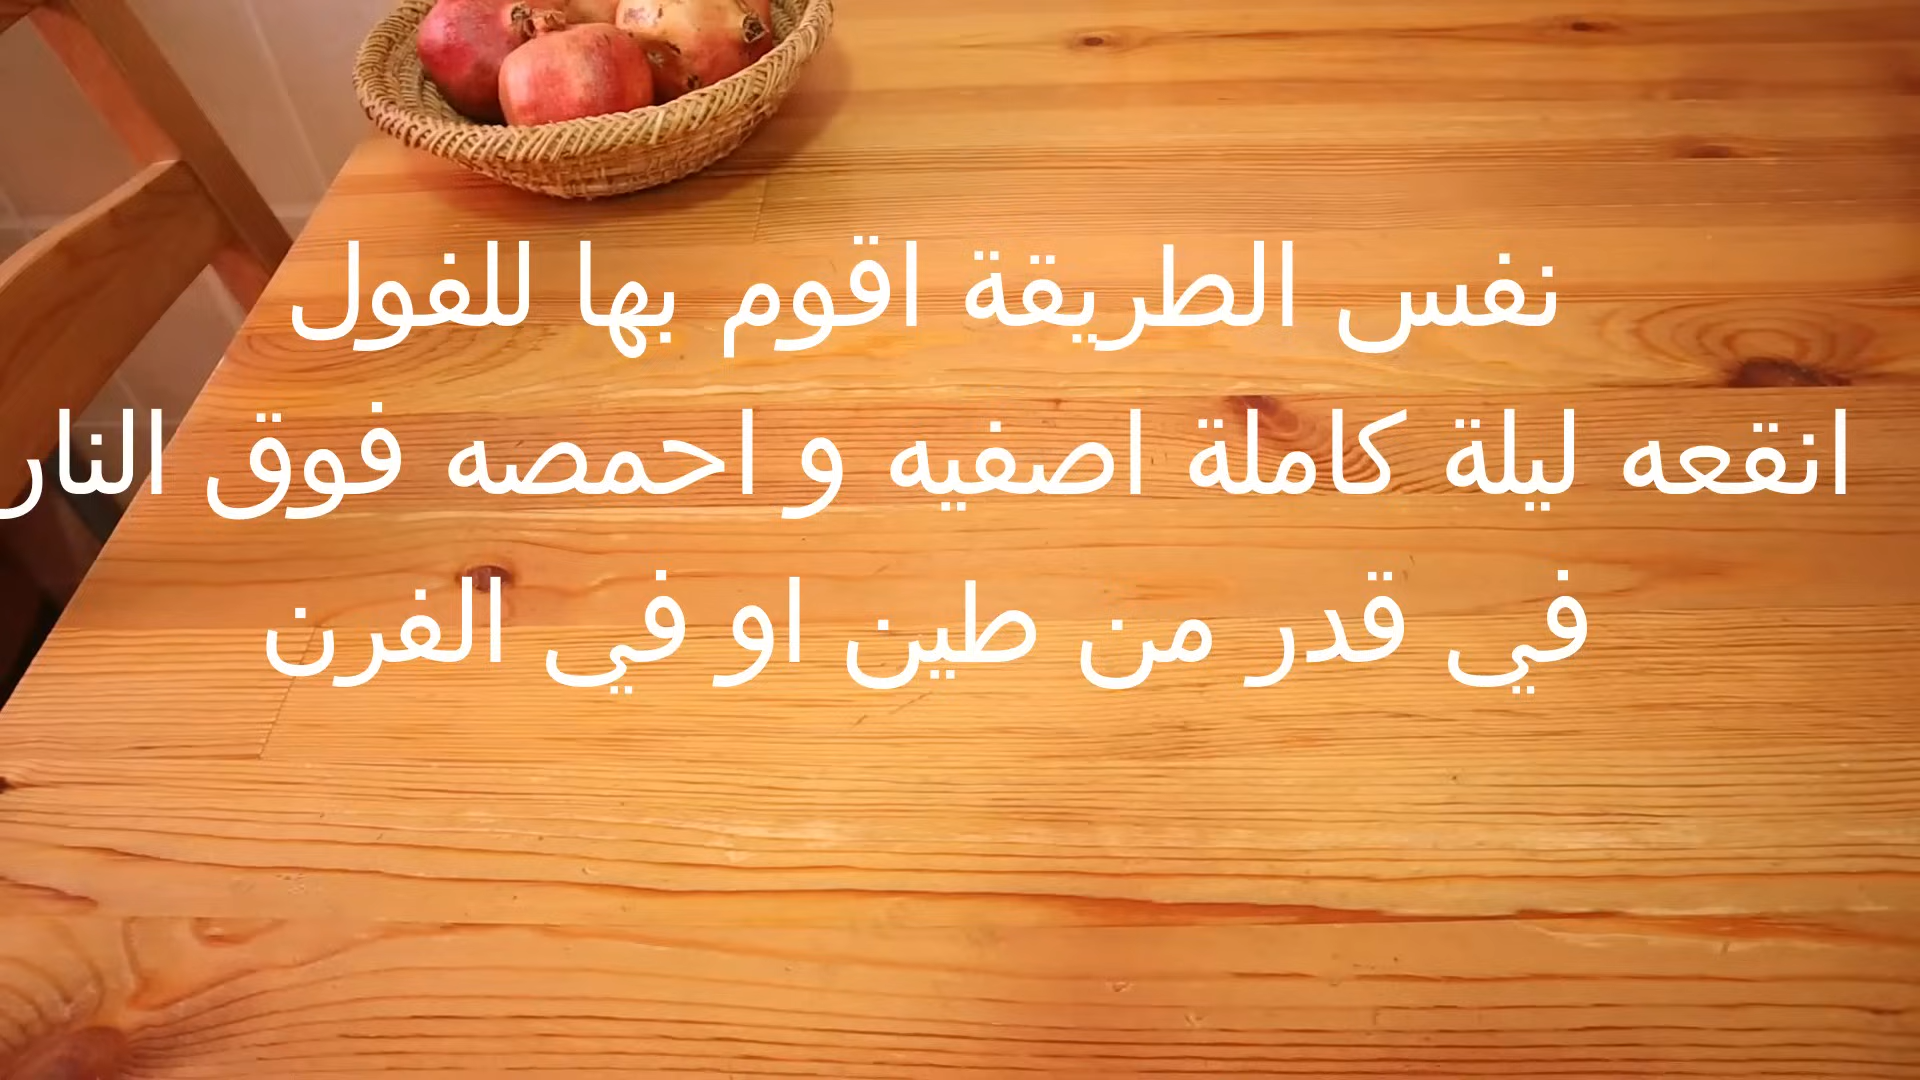 نفس الطريقة اقوم بها للفول
انقعه ليلة كاملة اصفيه و احمصه فوق النار
في قدر من طين او في الفرن